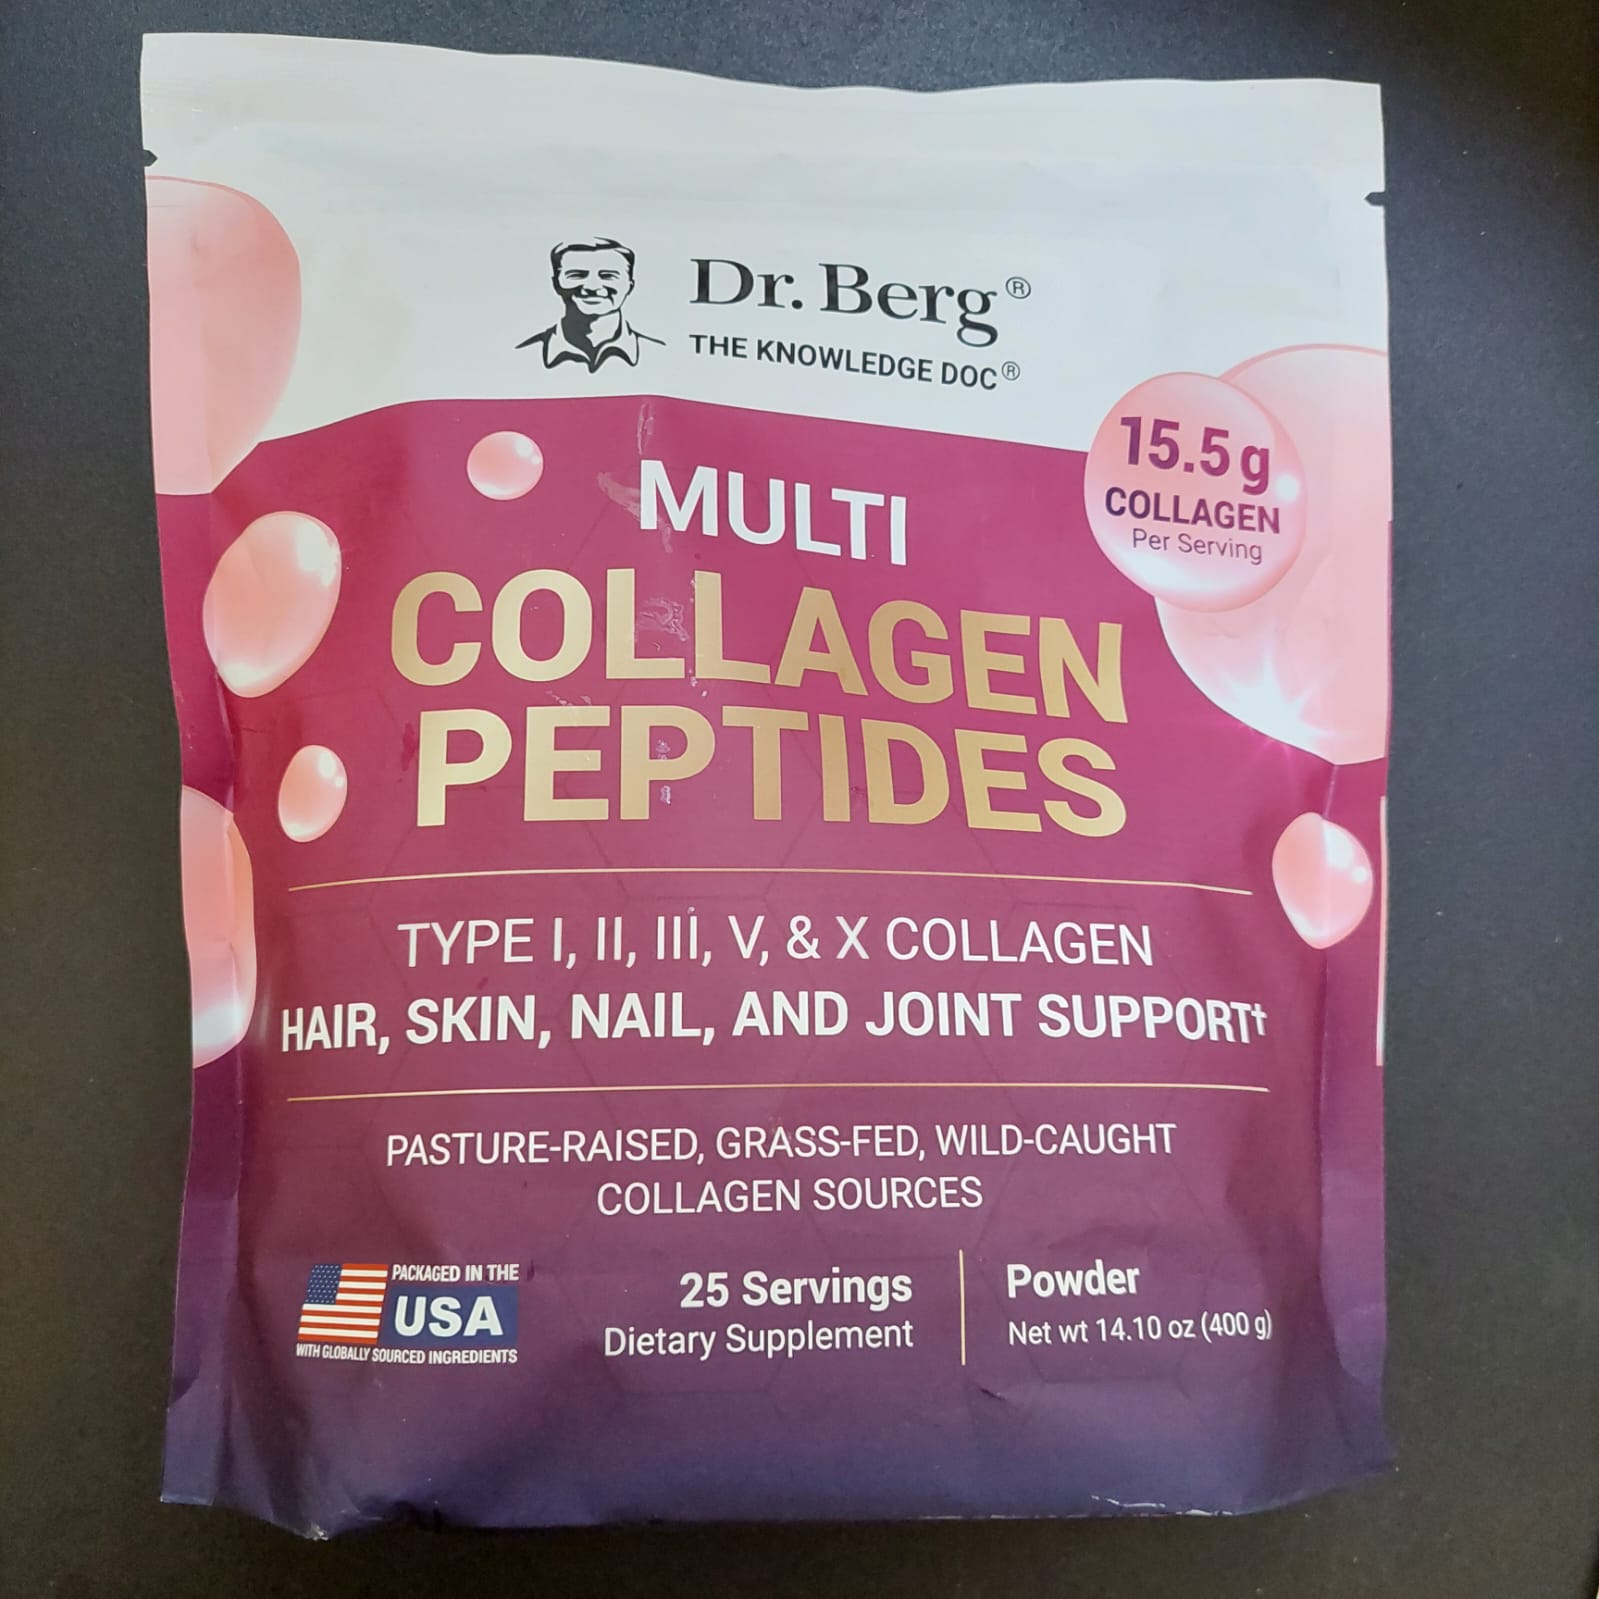 Dr. Berg®
THE KNOWLEDGE DOC®
15.5 g
COLLAGEN
Per Serving
MULTI
COLLAGEN
PEPTIDES
TYPE I, II, III, V, & X COLLAGEN
HAIR, SKIN, NAIL, AND JOINT SUPPORT†
PASTURE-RAISED, GRASS-FED, WILD-CAUGHT
COLLAGEN SOURCES
PACKAGED IN THE
USA
WITH GLOBALLY SOURCED INGREDIENTS
25 Servings
Dietary Supplement
Powder
Net wt 14.10 oz (400 g)